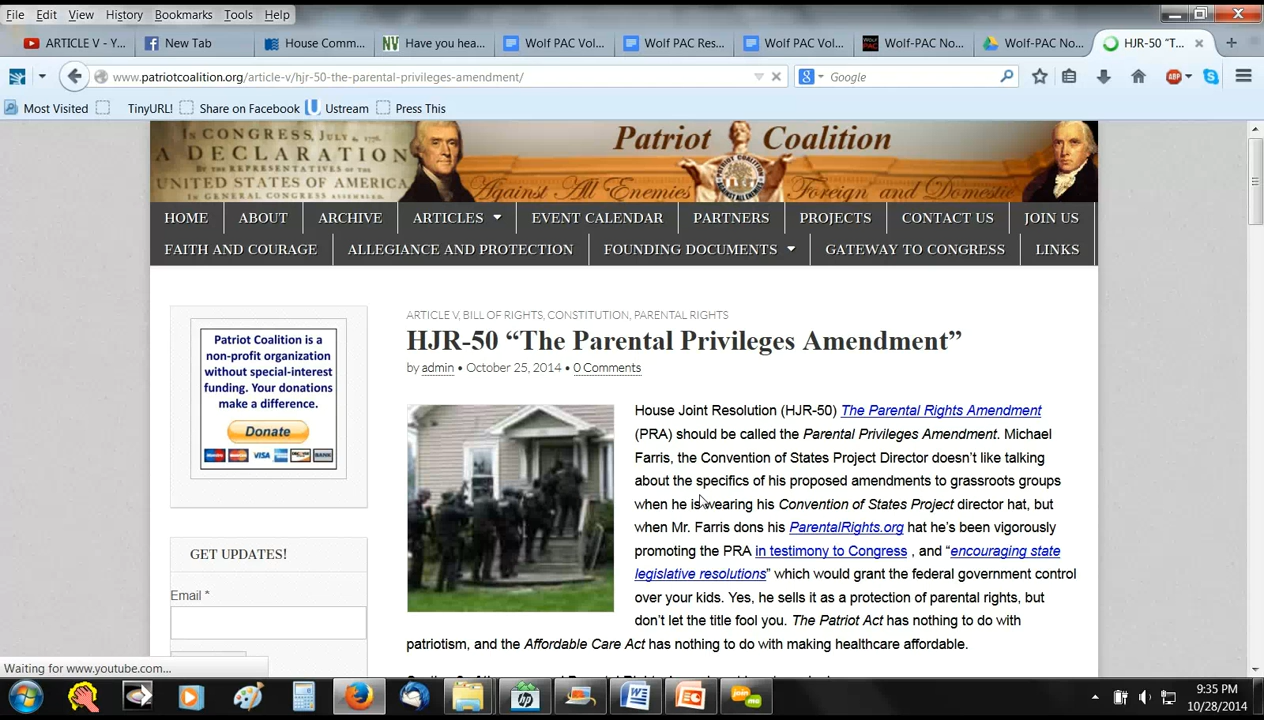 File Edit View History Bookmarks Tools Help
ARTICLE V - Y... New Tab House Comm... Have you hea... Wolf PAC Vol... Wolf PAC Res... Wolf PAC Vol... Wolf-PAC No... Wolf-PAC No... HJR-50 “T...
www.patriotcoalition.org/article-v/hjr-50-the-parental-privileges-amendment/ Google
Most Visited TinyURL! Share on Facebook Ustream Press This
IN CONGRESS, JULY 4, 1776.
A DECLARATION
BY THE REPRESENTATIVES OF THE
UNITED STATES OF AMERICA
IN GENERAL CONGRESS ASSEMBLED.
Patriot Coalition
Against All Enemies Foreign and Domestic
HOME ABOUT ARCHIVE ARTICLES EVENT CALENDAR PARTNERS PROJECTS CONTACT US JOIN US
FAITH AND COURAGE ALLEGIANCE AND PROTECTION FOUNDING DOCUMENTS GATEWAY TO CONGRESS LINKS
Patriot Coalition is a
non-profit organization
without special-interest
funding. Your donations
make a difference.
Donate
VISA
BANK
GET UPDATES!
Email *
ARTICLE V, BILL OF RIGHTS, CONSTITUTION, PARENTAL RIGHTS
HJR-50 “The Parental Privileges Amendment”
by admin • October 25, 2014 • 0 Comments
House Joint Resolution (HJR-50) The Parental Rights Amendment
(PRA) should be called the Parental Privileges Amendment. Michael
Farris, the Convention of States Project Director doesn’t like talking
about the specifics of his proposed amendments to grassroots groups
when he is wearing his Convention of States Project director hat, but
when Mr. Farris dons his ParentalRights.org hat he’s been vigorously
promoting the PRA in testimony to Congress , and “encouraging state
legislative resolutions” which would grant the federal government control
over your kids. Yes, he sells it as a protection of parental rights, but
don’t let the title fool you. The Patriot Act has nothing to do with
patriotism, and the Affordable Care Act has nothing to do with making healthcare affordable.
Waiting for www.youtube.com...
9:35 PM
10/28/2014